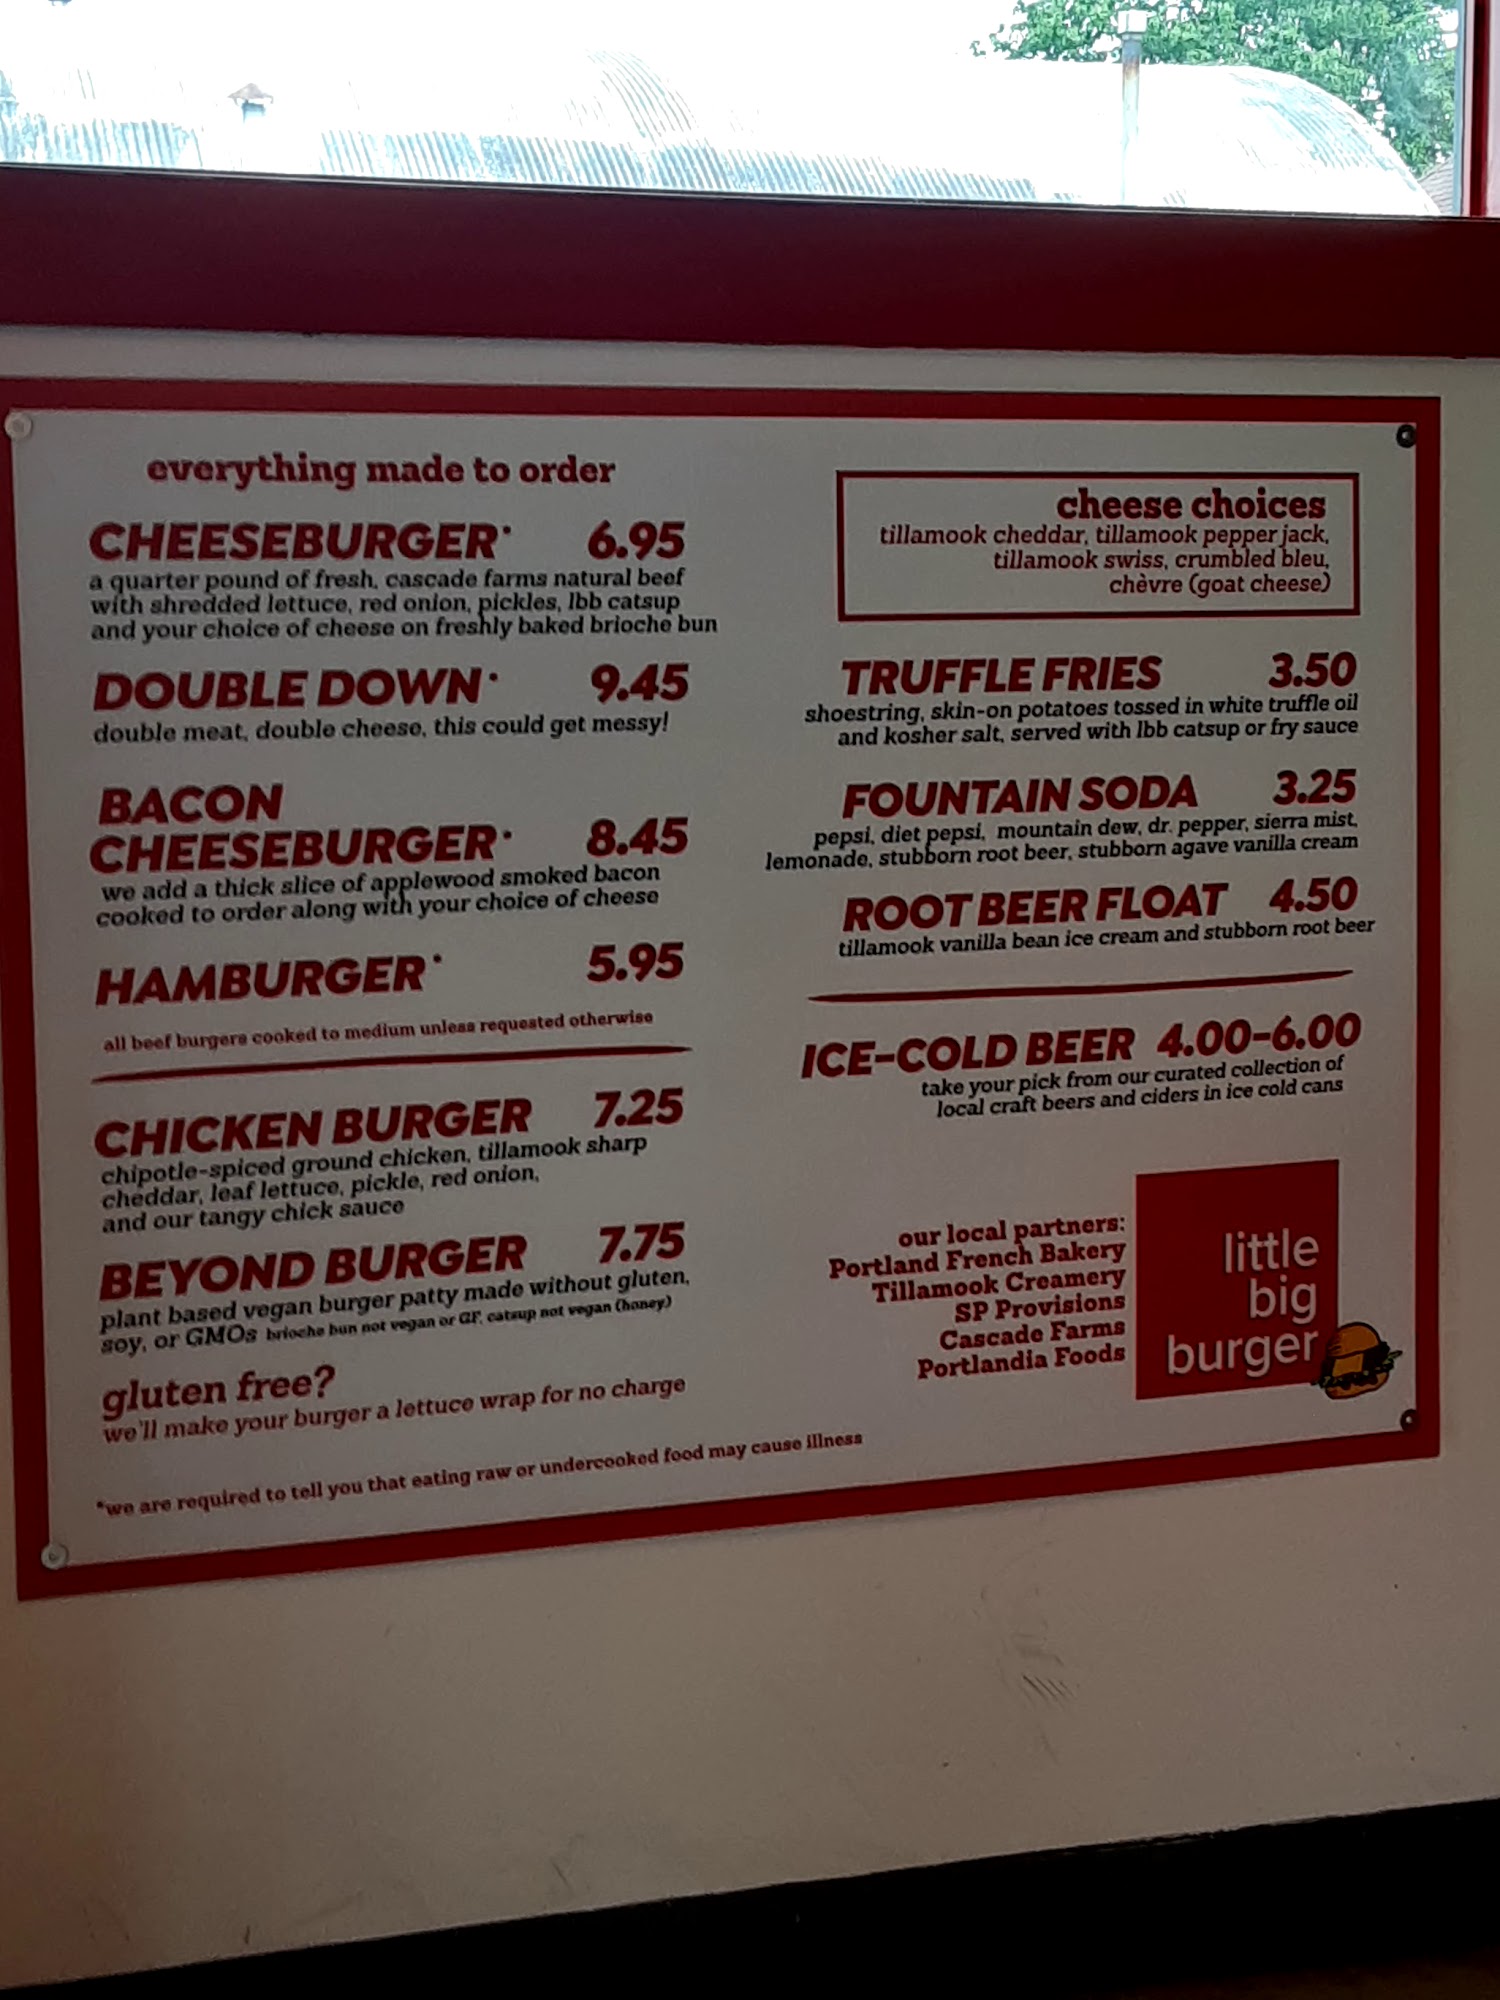 everything made to order
CHEESEBURGER* 6.95
a quarter pound of fresh, cascade farms natural beef
with shredded lettuce, red onion, pickles, lbb catsup
and your choice of cheese on freshly baked brioche bun
DOUBLE DOWN* 9.45
double meat, double cheese, this could get messy!
BACON
CHEESEBURGER* 8.45
we add a thick slice of applewood smoked bacon
cooked to order along with your choice of cheese
HAMBURGER* 5.95
all beef burgers cooked to medium unless requested otherwise
CHICKEN BURGER 7.25
chipotle-spiced ground chicken, tillamook sharp
cheddar, leaf lettuce, pickle, red onion,
and our tangy chick sauce
BEYOND BURGER 7.75
plant based vegan burger patty made without gluten,
soy, or GMOs brioche bun not vegan or GF, catsup not vegan (honey)
gluten free?
we'll make your burger a lettuce wrap for no charge
*we are required to tell you that eating raw or undercooked food may cause illness
cheese choices
tillamook cheddar, tillamook pepper jack,
tillamook swiss, crumbled bleu,
chèvre (goat cheese)
TRUFFLE FRIES 3.50
shoestring, skin-on potatoes tossed in white truffle oil
and kosher salt, served with lbb catsup or fry sauce
FOUNTAIN SODA 3.25
pepsi, diet pepsi, mountain dew, dr. pepper, sierra mist,
lemonade, stubborn root beer, stubborn agave vanilla cream
ROOT BEER FLOAT 4.50
tillamook vanilla bean ice cream and stubborn root beer
ICE-COLD BEER 4.00-6.00
take your pick from our curated collection of
local craft beers and ciders in ice cold cans
our local partners:
Portland French Bakery
Tillamook Creamery
SP Provisions
Cascade Farms
Portlandia Foods
little
big
burger